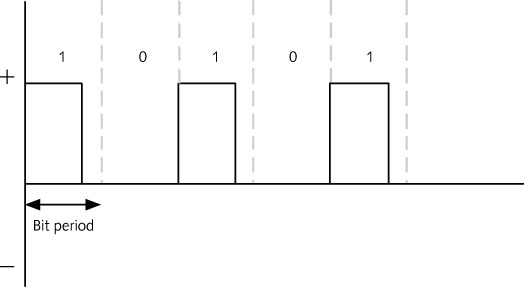 1 0 1 0 1
+
Bit period
−